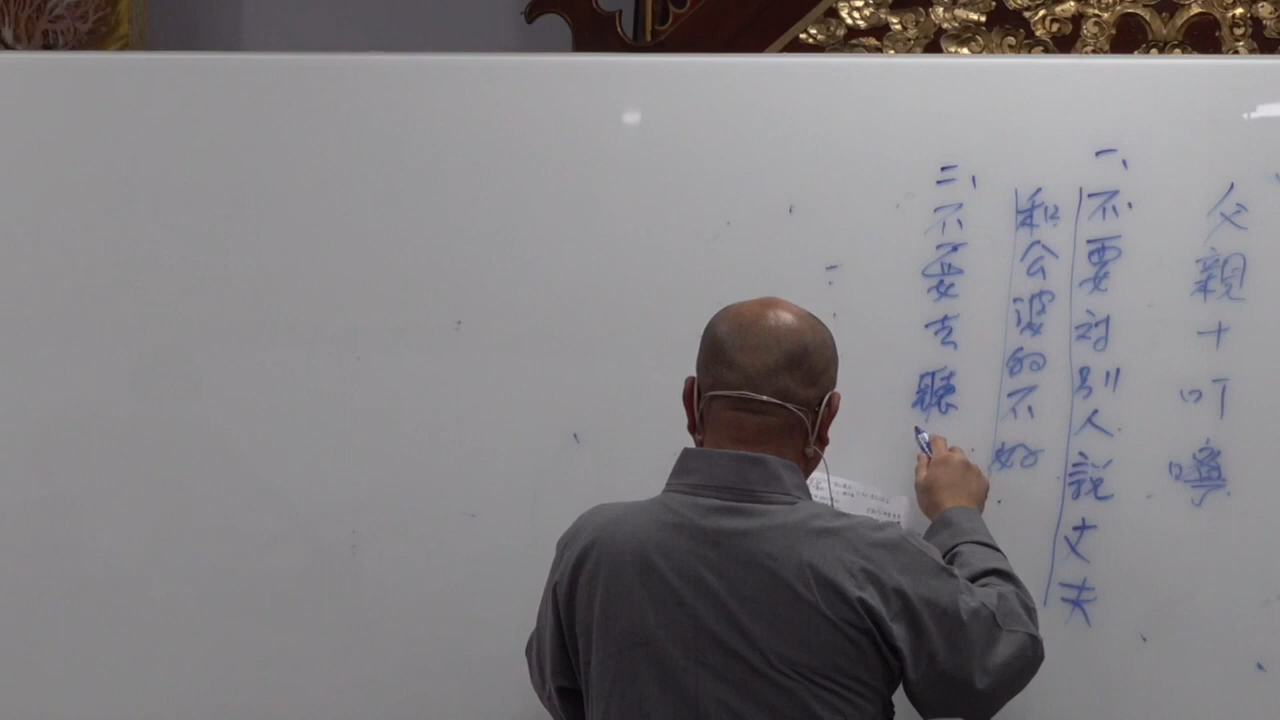 父親十叮嚀
一、不要對別人說丈夫
和公婆的不好
二、不要去聽